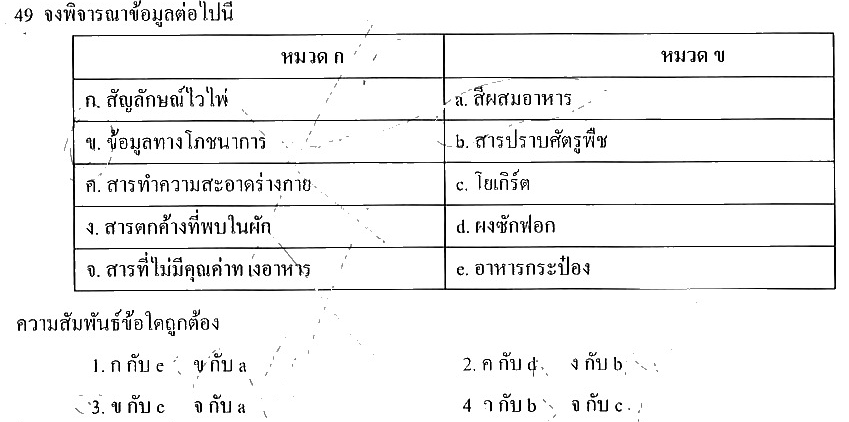 49 จงพิจารณาข้อมูลต่อไปนี้
หมวด ก หมวด ข
ก. สัญลักษณ์ไวไฟ a. สีผสมอาหาร
ข. ข้อมูลทางโภชนาการ b. สารปราบศัตรูพืช
ค. สารทำความสะอาดร่างกาย c. โยเกิร์ต
ง. สารตกค้างที่พบในผัก d. ผงซักฟอก
จ. สารที่ไม่มีคุณค่าทางอาหาร e. อาหารกระป๋อง
ความสัมพันธ์ข้อใดถูกต้อง
1. ก กับ e ข กับ a 2. ค กับ d ง กับ b
3. ข กับ c จ กับ a 4 กับ b จ กับ c